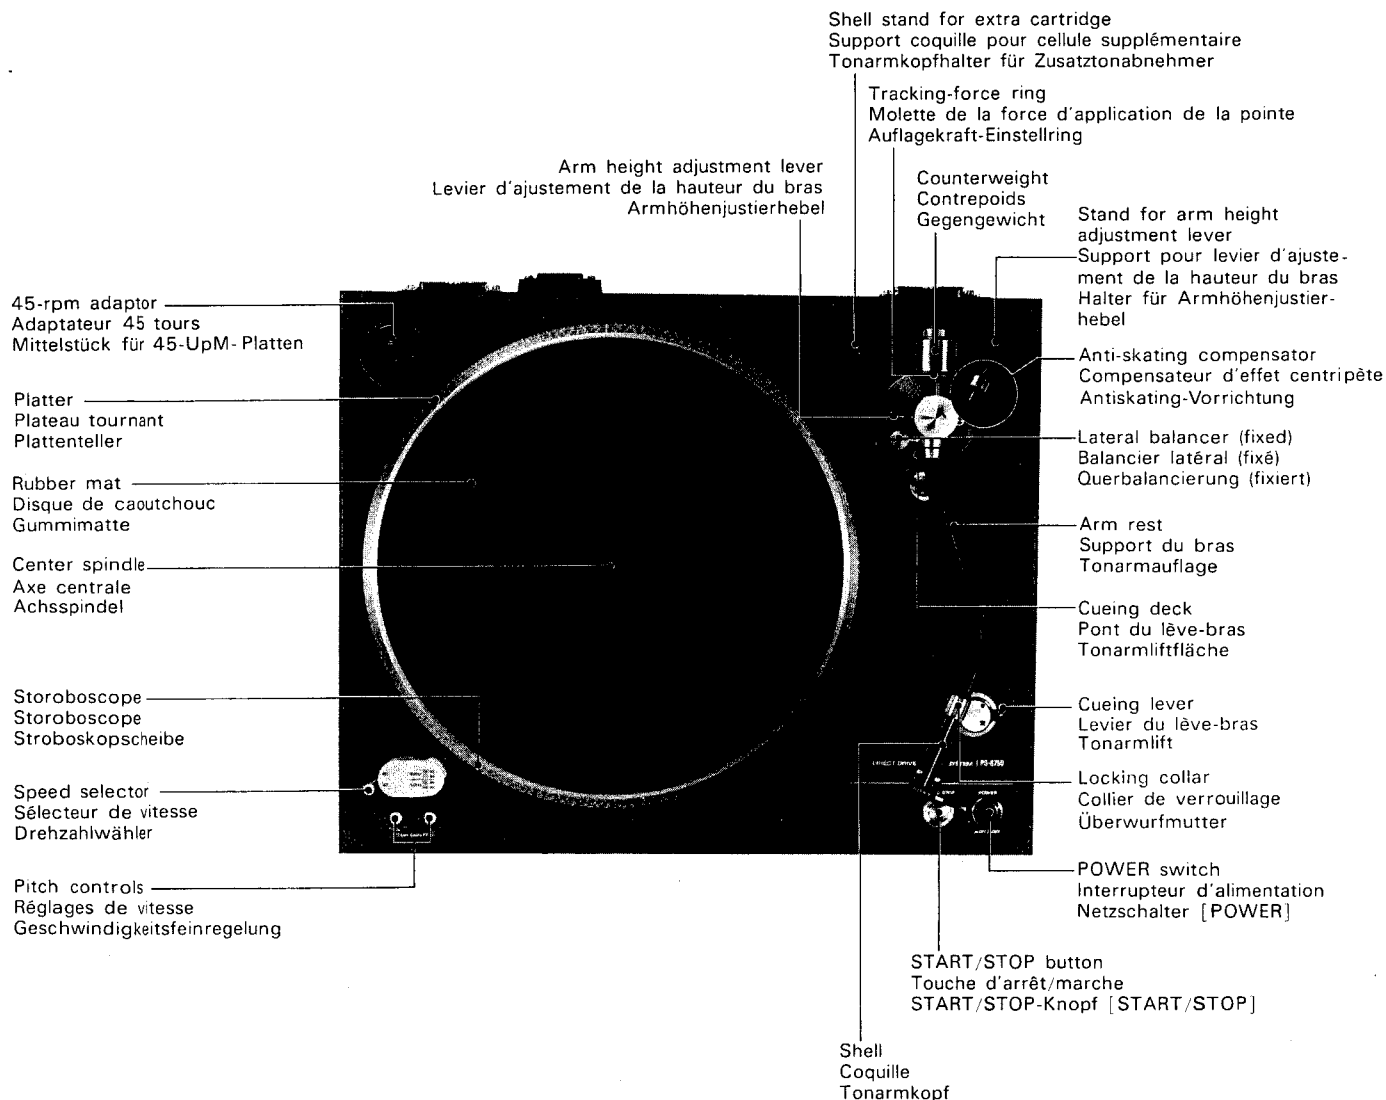 Shell stand for extra cartridge
Support coquille pour cellule supplémentaire
Tonarmkopfhalter für Zusatztonabnehmer
Tracking-force ring
Molette de la force d'application de la pointe
Auflagekraft-Einstellring
Arm height adjustment lever
Levier d'ajustement de la hauteur du bras
Armhöhenjustierhebel
Counterweight
Contrepoids
Gegengewicht
Stand for arm height
adjustment lever
Support pour levier d'ajuste-
ment de la hauteur du bras
Halter für Armhöhenjustier-
hebel
45-rpm adaptor
Adaptateur 45 tours
Mittelstück für 45-UpM-Platten
Anti-skating compensator
Compensateur d'effet centripète
Antiskating-Vorrichtung
Platter
Plateau tournant
Plattenteller
Lateral balancer (fixed)
Balancier latéral (fixé)
Querbalancierung (fixiert)
Rubber mat
Disque de caoutchouc
Gummimatte
Arm rest
Support du bras
Tonarmauflage
Center spindle
Axe centrale
Achsspindel
Cueing deck
Pont du lève-bras
Tonarmliftfläche
Storoboscope
Storoboscope
Stroboskopscheibe
Cueing lever
Levier du lève-bras
Tonarmlift
DIRECT DRIVE SYSTEM PS-6750
Speed selector
Sélecteur de vitesse
Drehzahlwähler
Locking collar
Collier de verrouillage
Überwurfmutter
POWER
Pitch controls
Réglages de vitesse
Geschwindigkeitsfeinregelung
POWER switch
Interrupteur d'alimentation
Netzschalter [POWER]
START/STOP button
Touche d'arrêt/marche
START/STOP-Knopf [START/STOP]
Shell
Coquille
Tonarmkopf